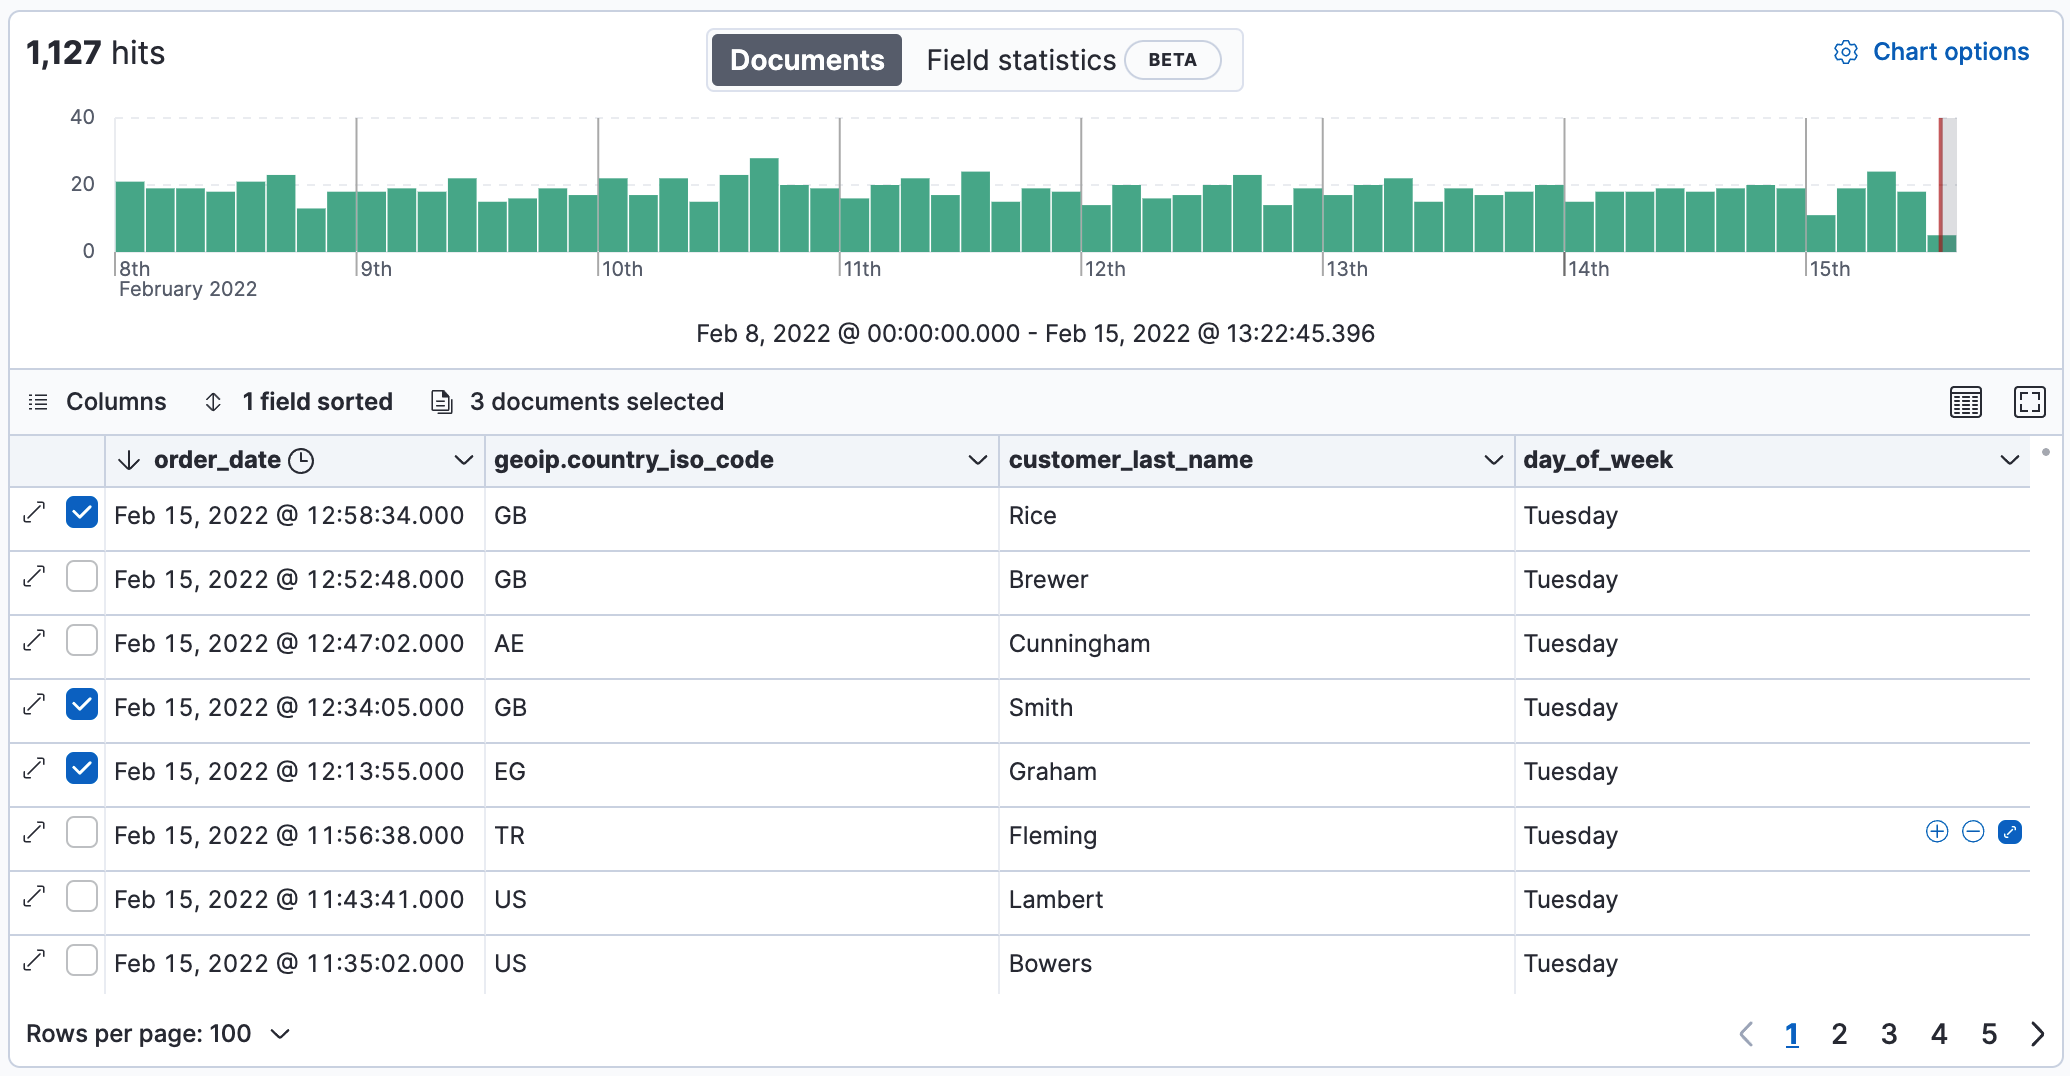 1,127 hits
Documents Field statistics BETA
Chart options
40
20
0
8th 9th 10th 11th 12th 13th 14th 15th
February 2022
Feb 8, 2022 @ 00:00:00.000 - Feb 15, 2022 @ 13:22:45.396
Columns 1 field sorted 3 documents selected
order_date geoip.country_iso_code customer_last_name day_of_week
Feb 15, 2022 @ 12:58:34.000 GB Rice Tuesday
Feb 15, 2022 @ 12:52:48.000 GB Brewer Tuesday
Feb 15, 2022 @ 12:47:02.000 AE Cunningham Tuesday
Feb 15, 2022 @ 12:34:05.000 GB Smith Tuesday
Feb 15, 2022 @ 12:13:55.000 EG Graham Tuesday
Feb 15, 2022 @ 11:56:38.000 TR Fleming Tuesday
Feb 15, 2022 @ 11:43:41.000 US Lambert Tuesday
Feb 15, 2022 @ 11:35:02.000 US Bowers Tuesday
Rows per page: 100 1 2 3 4 5